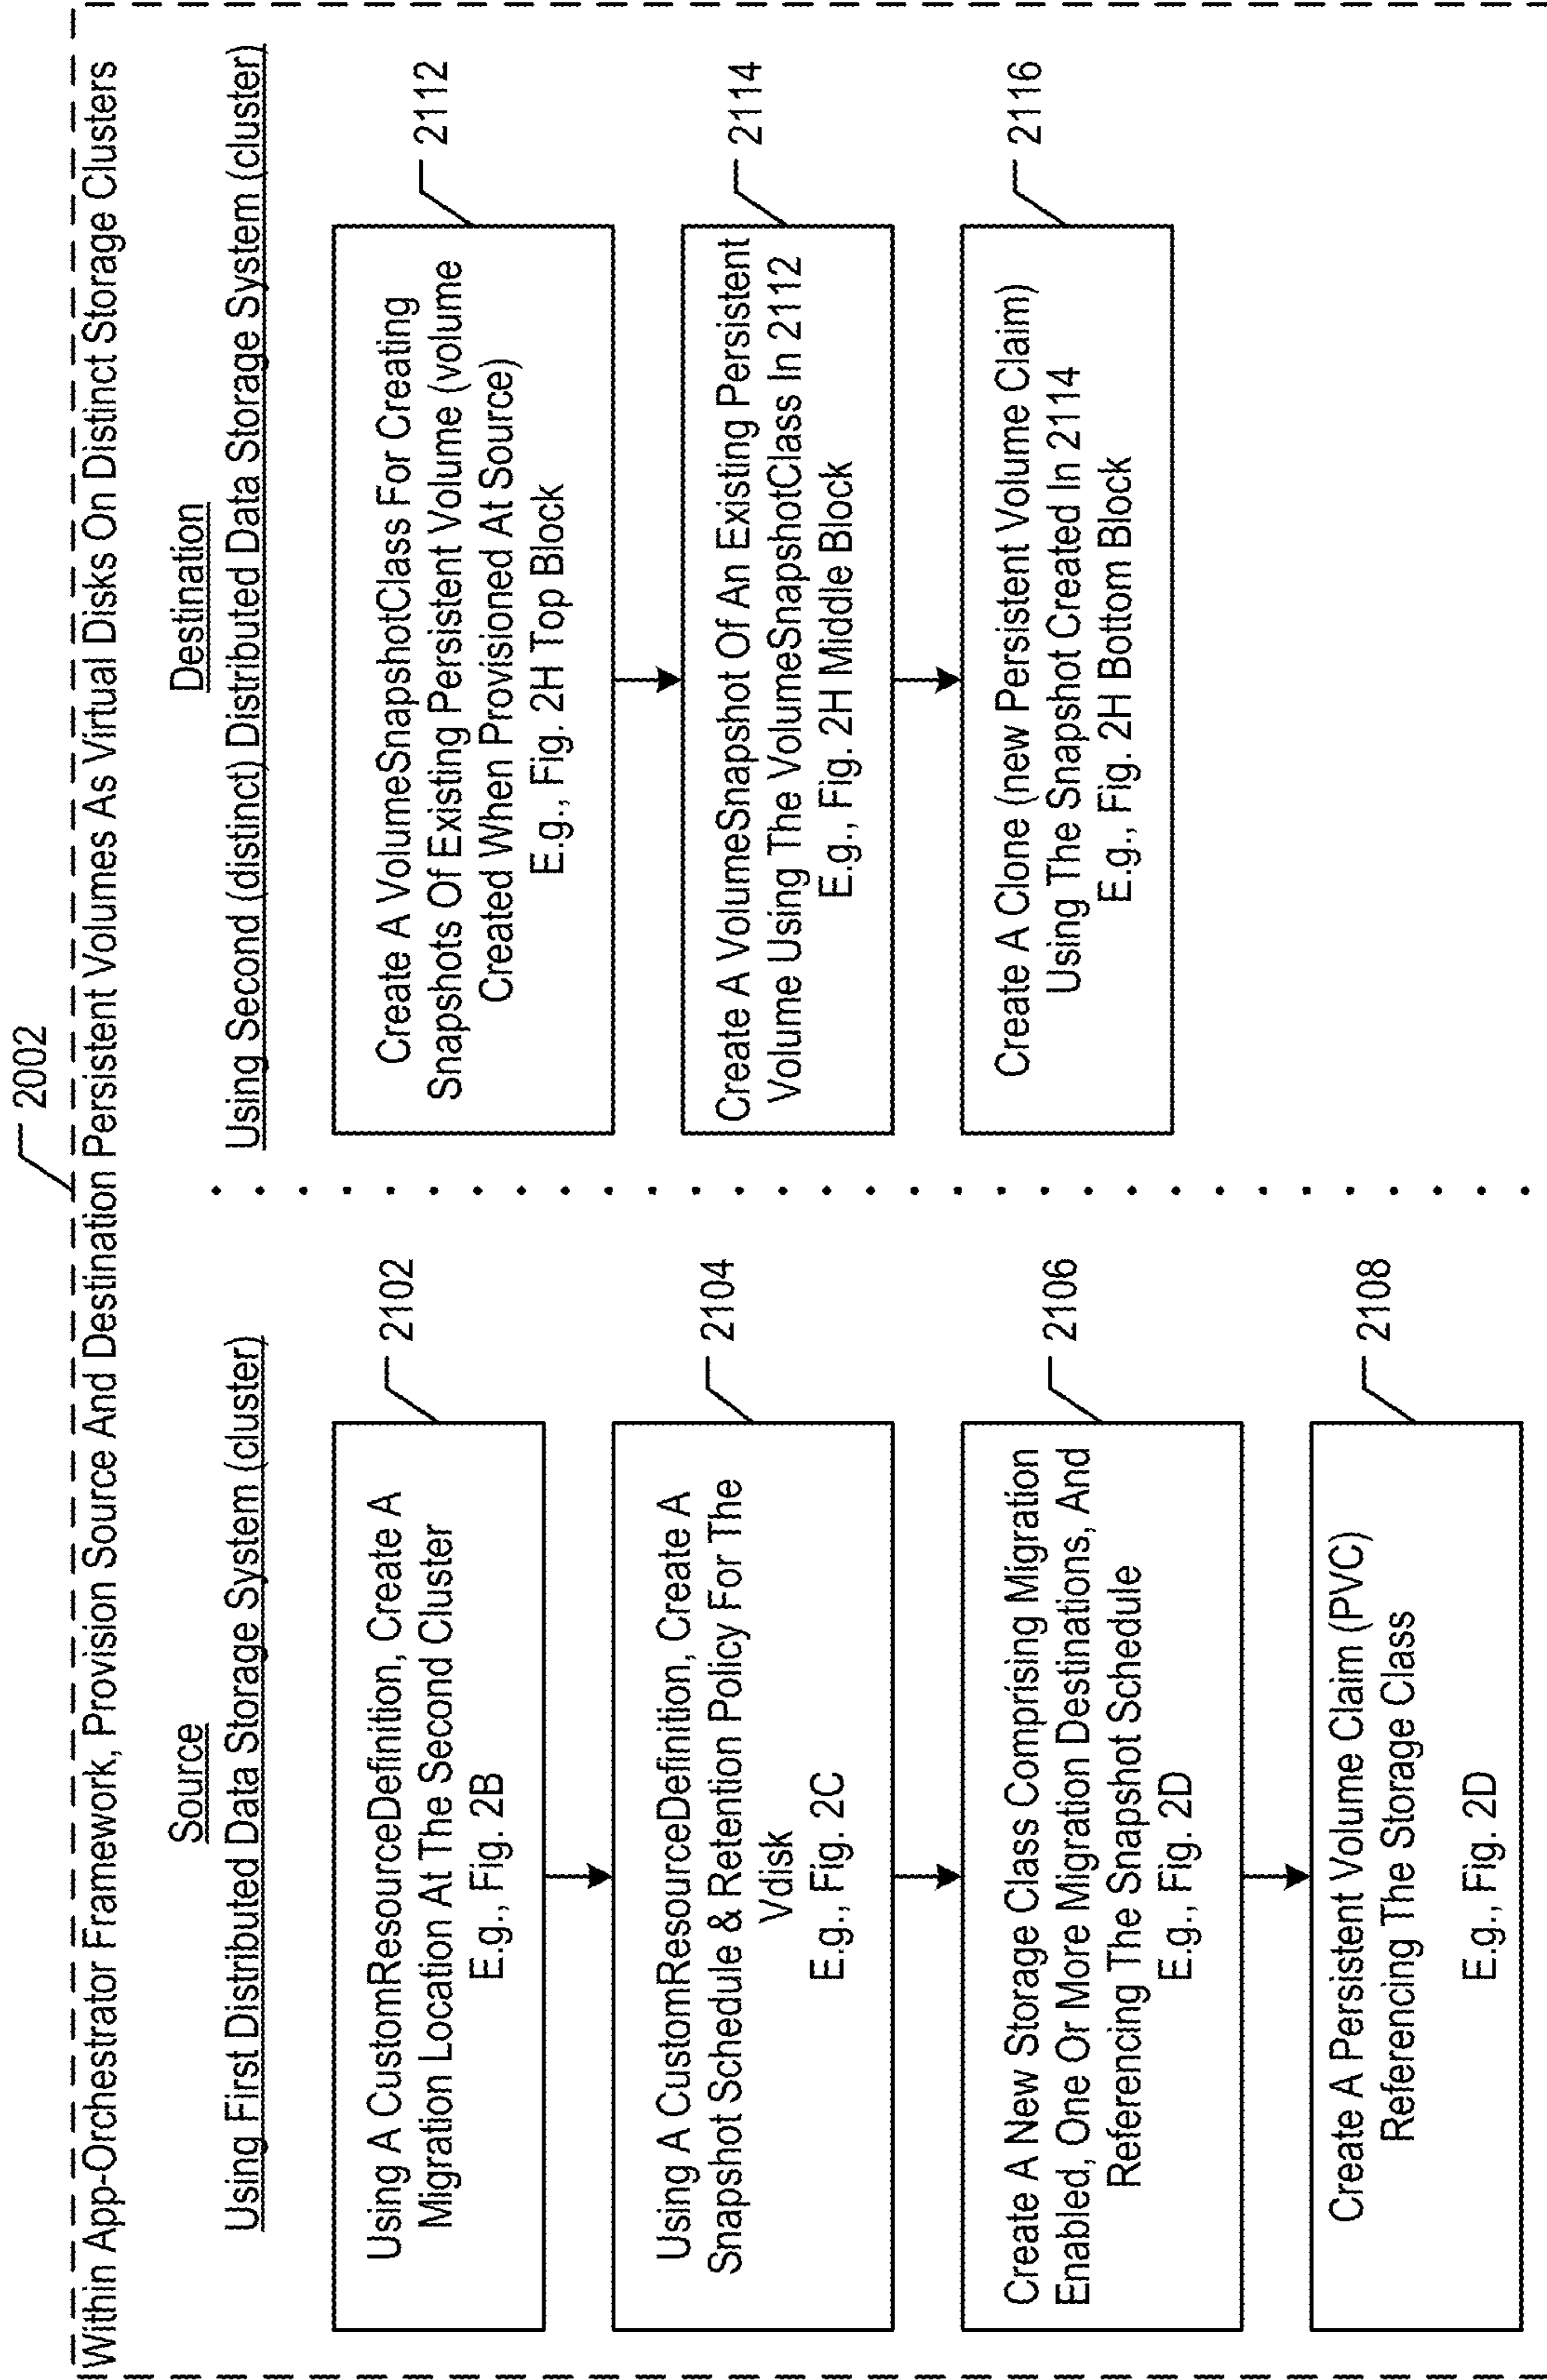 2002
Within App-Orchestrator Framework, Provision Source And Destination Persistent Volumes As Virtual Disks On Distinct Storage Clusters
Source
Using First Distributed Data Storage System (cluster)
2102
Using A CustomResourceDefinition, Create A
Migration Location At The Second Cluster
E.g., Fig. 2B
2104
Using A CustomResourceDefinition, Create A
Snapshot Schedule & Retention Policy For The
Vdisk
E.g., Fig. 2C
2106
Create A New Storage Class Comprising Migration
Enabled, One Or More Migration Destinations, And
Referencing The Snapshot Schedule
E.g., Fig. 2D
2108
Create A Persistent Volume Claim (PVC)
Referencing The Storage Class
E.g., Fig. 2D
Destination
Using Second (distinct) Distributed Data Storage System (cluster)
2112
Create A VolumeSnapshotClass For Creating
Snapshots Of Existing Persistent Volume (volume
Created When Provisioned At Source)
E.g., Fig. 2H Top Block
2114
Create A VolumeSnapshot Of An Existing Persistent
Volume Using The VolumeSnapshotClass In 2112
E.g., Fig. 2H Middle Block
2116
Create A Clone (new Persistent Volume Claim)
Using The Snapshot Created In 2114
E.g., Fig. 2H Bottom Block